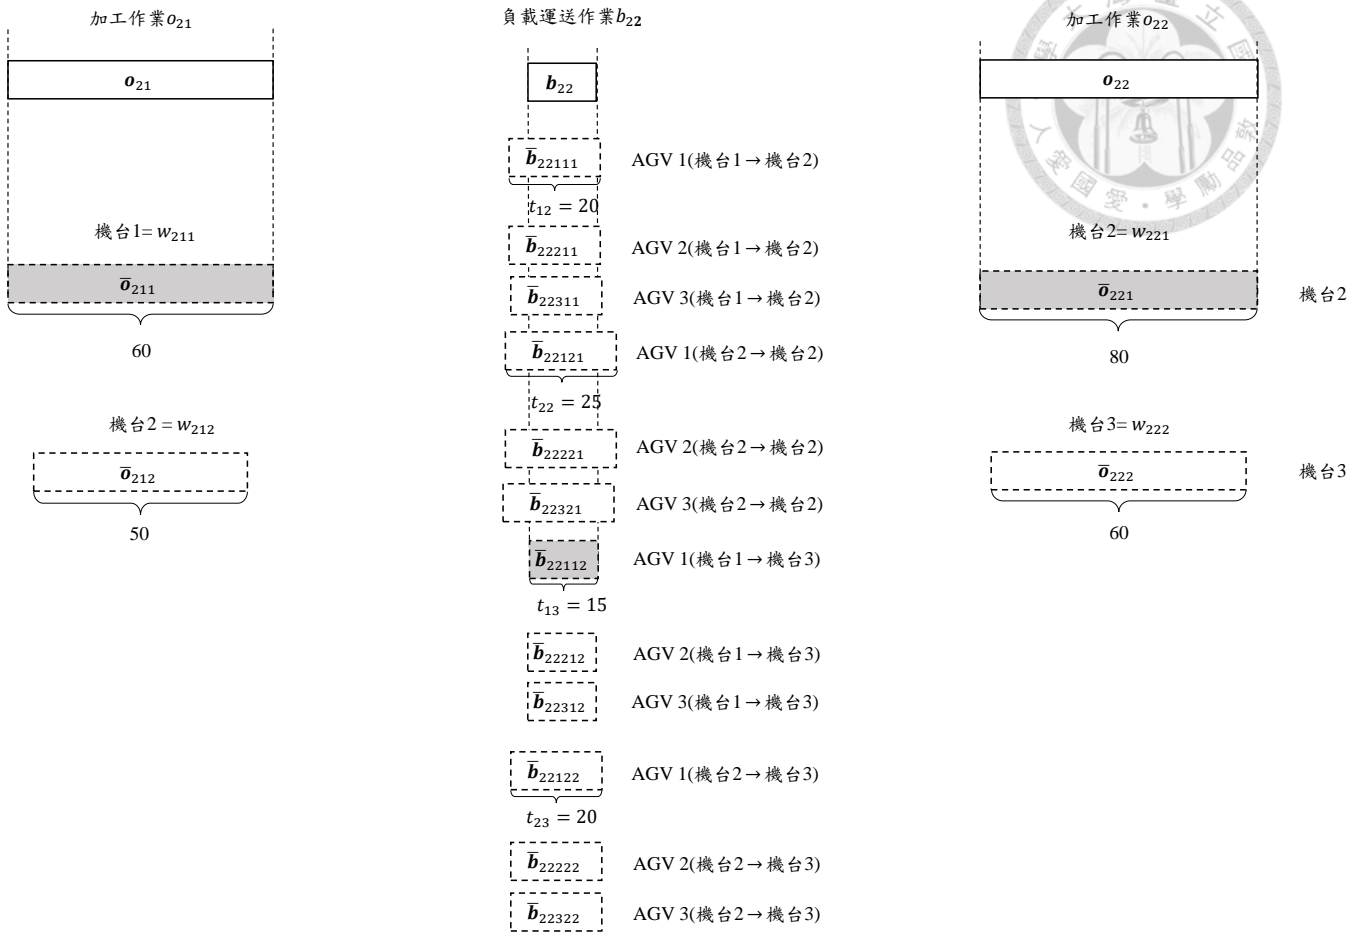 加工作業o₂₁
o₂₁
機台1= w₂₁₁
o̅₂₁₁
60
機台2 = w₂₁₂
o̅₂₁₂
50
負載運送作業b₂₂
b₂₂
b̅₂₂₁₁₁ AGV 1(機台1→機台2)
t₁₂ = 20
b̅₂₂₂₁₁ AGV 2(機台1→機台2)
b̅₂₂₃₁₁ AGV 3(機台1→機台2)
b̅₂₂₁₂₁ AGV 1(機台2→機台2)
t₂₂ = 25
b̅₂₂₂₂₁ AGV 2(機台2→機台2)
b̅₂₂₃₂₁ AGV 3(機台2→機台2)
b̅₂₂₁₁₂ AGV 1(機台1→機台3)
t₁₃ = 15
b̅₂₂₂₁₂ AGV 2(機台1→機台3)
b̅₂₂₃₁₂ AGV 3(機台1→機台3)
b̅₂₂₁₂₂ AGV 1(機台2→機台3)
t₂₃ = 20
b̅₂₂₂₂₂ AGV 2(機台2→機台3)
b̅₂₂₃₂₂ AGV 3(機台2→機台3)
加工作業o₂₂
o₂₂
機台2= w₂₂₁
o̅₂₂₁ 機台2
80
機台3= w₂₂₂
o̅₂₂₂ 機台3
60